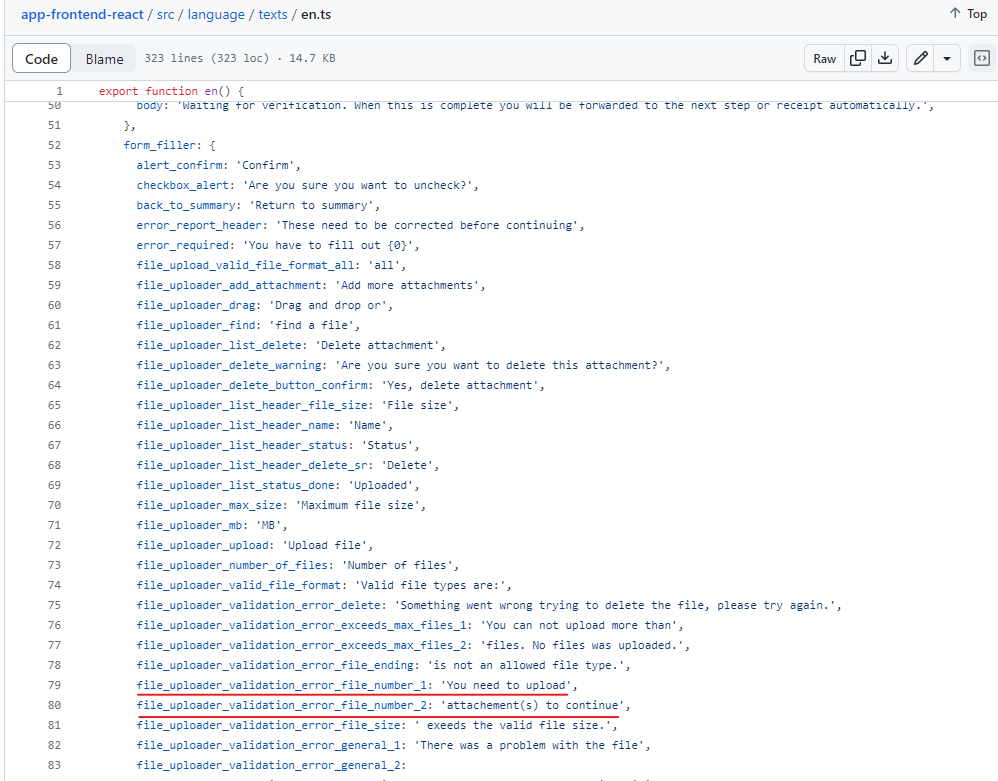 app-frontend-react / src / language / texts / en.ts
Top
Code Blame 323 lines (323 loc) · 14.7 KB
Raw
1 export function en() {
50 body: 'Waiting for verification. When this is complete you will be forwarded to the next step or receipt automatically.',
51 },
52 form_filler: {
53 alert_confirm: 'Confirm',
54 checkbox_alert: 'Are you sure you want to uncheck?',
55 back_to_summary: 'Return to summary',
56 error_report_header: 'These need to be corrected before continuing',
57 error_required: 'You have to fill out {0}',
58 file_upload_valid_file_format_all: 'all',
59 file_uploader_add_attachment: 'Add more attachments',
60 file_uploader_drag: 'Drag and drop or',
61 file_uploader_find: 'find a file',
62 file_uploader_list_delete: 'Delete attachment',
63 file_uploader_delete_warning: 'Are you sure you want to delete this attachment?',
64 file_uploader_delete_button_confirm: 'Yes, delete attachment',
65 file_uploader_list_header_file_size: 'File size',
66 file_uploader_list_header_name: 'Name',
67 file_uploader_list_header_status: 'Status',
68 file_uploader_list_header_delete_sr: 'Delete',
69 file_uploader_list_status_done: 'Uploaded',
70 file_uploader_max_size: 'Maximum file size',
71 file_uploader_mb: 'MB',
72 file_uploader_upload: 'Upload file',
73 file_uploader_number_of_files: 'Number of files',
74 file_uploader_valid_file_format: 'Valid file types are:',
75 file_uploader_validation_error_delete: 'Something went wrong trying to delete the file, please try again.',
76 file_uploader_validation_error_exceeds_max_files_1: 'You can not upload more than',
77 file_uploader_validation_error_exceeds_max_files_2: 'files. No files was uploaded.',
78 file_uploader_validation_error_file_ending: 'is not an allowed file type.',
79 file_uploader_validation_error_file_number_1: 'You need to upload',
80 file_uploader_validation_error_file_number_2: 'attachement(s) to continue',
81 file_uploader_validation_error_file_size: ' exeeds the valid file size.',
82 file_uploader_validation_error_general_1: 'There was a problem with the file',
83 file_uploader_validation_error_general_2: